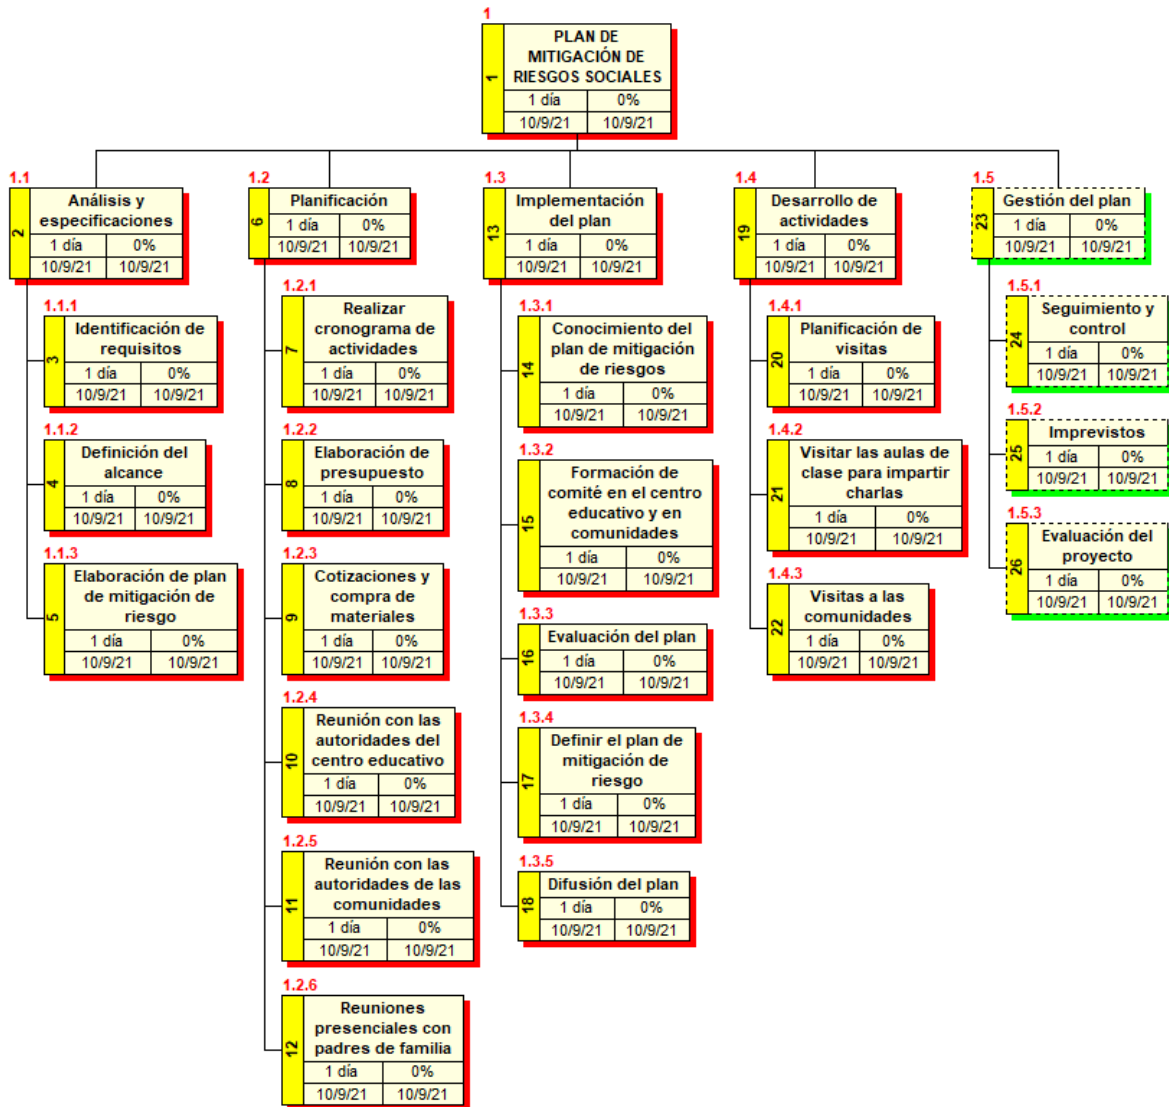 1
1
PLAN DE
MITIGACIÓN DE
RIESGOS SOCIALES
1 día 0%
10/9/21 10/9/21
1.1
2
Análisis y
especificaciones
1 día 0%
10/9/21 10/9/21
1.1.1
3
Identificación de
requisitos
1 día 0%
10/9/21 10/9/21
1.1.2
4
Definición del
alcance
1 día 0%
10/9/21 10/9/21
1.1.3
5
Elaboración de plan
de mitigación de
riesgo
1 día 0%
10/9/21 10/9/21
1.2
6
Planificación
1 día 0%
10/9/21 10/9/21
1.2.1
7
Realizar
cronograma de
actividades
1 día 0%
10/9/21 10/9/21
1.2.2
8
Elaboración de
presupuesto
1 día 0%
10/9/21 10/9/21
1.2.3
9
Cotizaciones y
compra de
materiales
1 día 0%
10/9/21 10/9/21
1.2.4
10
Reunión con las
autoridades del
centro educativo
1 día 0%
10/9/21 10/9/21
1.2.5
11
Reunión con las
autoridades de las
comunidades
1 día 0%
10/9/21 10/9/21
1.2.6
12
Reuniones
presenciales con
padres de familia
1 día 0%
10/9/21 10/9/21
1.3
13
Implementación
del plan
1 día 0%
10/9/21 10/9/21
1.3.1
14
Conocimiento del
plan de mitigación
de riesgos
1 día 0%
10/9/21 10/9/21
1.3.2
15
Formación de
comité en el centro
educativo y en
comunidades
1 día 0%
10/9/21 10/9/21
1.3.3
16
Evaluación del plan
1 día 0%
10/9/21 10/9/21
1.3.4
17
Definir el plan de
mitigación de
riesgo
1 día 0%
10/9/21 10/9/21
1.3.5
18
Difusión del plan
1 día 0%
10/9/21 10/9/21
1.4
19
Desarrollo de
actividades
1 día 0%
10/9/21 10/9/21
1.4.1
20
Planificación de
visitas
1 día 0%
10/9/21 10/9/21
1.4.2
21
Visitar las aulas de
clase para impartir
charlas
1 día 0%
10/9/21 10/9/21
1.4.3
22
Visitas a las
comunidades
1 día 0%
10/9/21 10/9/21
1.5
23
Gestión del plan
1 día 0%
10/9/21 10/9/21
1.5.1
24
Seguimiento y
control
1 día 0%
10/9/21 10/9/21
1.5.2
25
Imprevistos
1 día 0%
10/9/21 10/9/21
1.5.3
26
Evaluación del
proyecto
1 día 0%
10/9/21 10/9/21